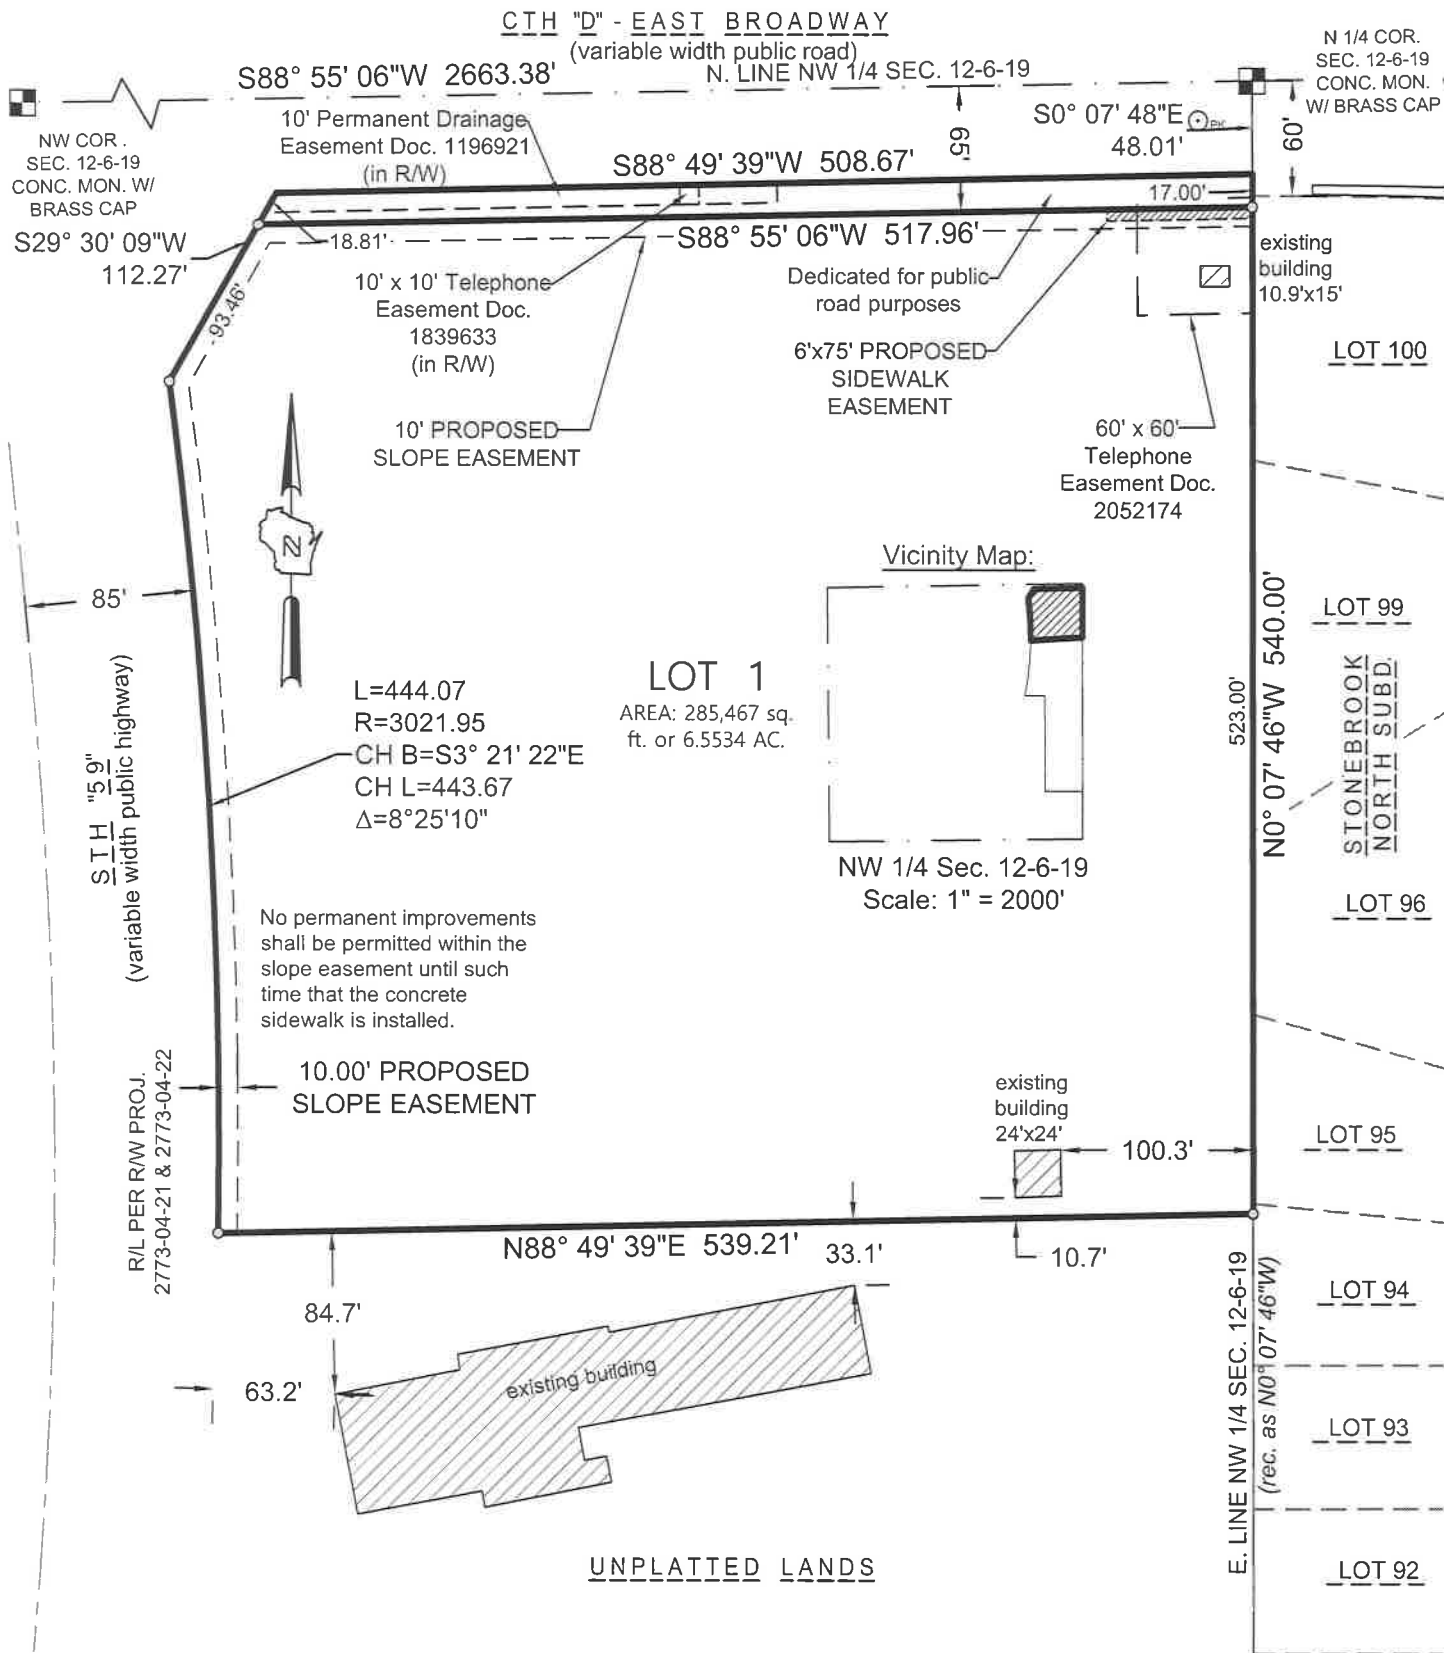 CTH "D" - EAST BROADWAY
(variable width public road)
S88° 55' 06"W 2663.38'
N. LINE NW 1/4 SEC. 12-6-19
N 1/4 COR.
SEC. 12-6-19
CONC. MON.
W/ BRASS CAP
NW COR .
SEC. 12-6-19
CONC. MON. W/
BRASS CAP
10' Permanent Drainage
Easement Doc. 1196921
(in R/W)
65'
S0° 07' 48"E
48.01'
PK
60'
S88° 49' 39"W 508.67'
17.00'
S29° 30' 09"W
112.27'
18.81'
S88° 55' 06"W 517.96'
93.46'
10' x 10' Telephone
Easement Doc.
1839633
(in R/W)
Dedicated for public
road purposes
existing
building
10.9'x15'
6'x75' PROPOSED
SIDEWALK
EASEMENT
LOT 100
10' PROPOSED
SLOPE EASEMENT
60' x 60'
Telephone
Easement Doc.
2052174
N
Vicinity Map:
85'
LOT 99
LOT 1
AREA: 285,467 sq.
ft. or 6.5534 AC.
L=444.07
R=3021.95
CH B=S3° 21' 22"E
CH L=443.67
Δ=8°25'10"
N0° 07' 46"W 540.00'
523.00'
STONEBROOK
NORTH SUBD.
STH "59"
(variable width public highway)
NW 1/4 Sec. 12-6-19
Scale: 1" = 2000'
LOT 96
No permanent improvements
shall be permitted within the
slope easement until such
time that the concrete
sidewalk is installed.
10.00' PROPOSED
SLOPE EASEMENT
R/L PER R/W PROJ.
2773-04-21 & 2773-04-22
existing
building
24'x24'
100.3'
LOT 95
N88° 49' 39"E 539.21'
33.1'
10.7'
84.7'
63.2'
existing building
E. LINE NW 1/4 SEC. 12-6-19
(rec. as N0° 07' 46"W)
LOT 94
LOT 93
UNPLATTED LANDS
LOT 92